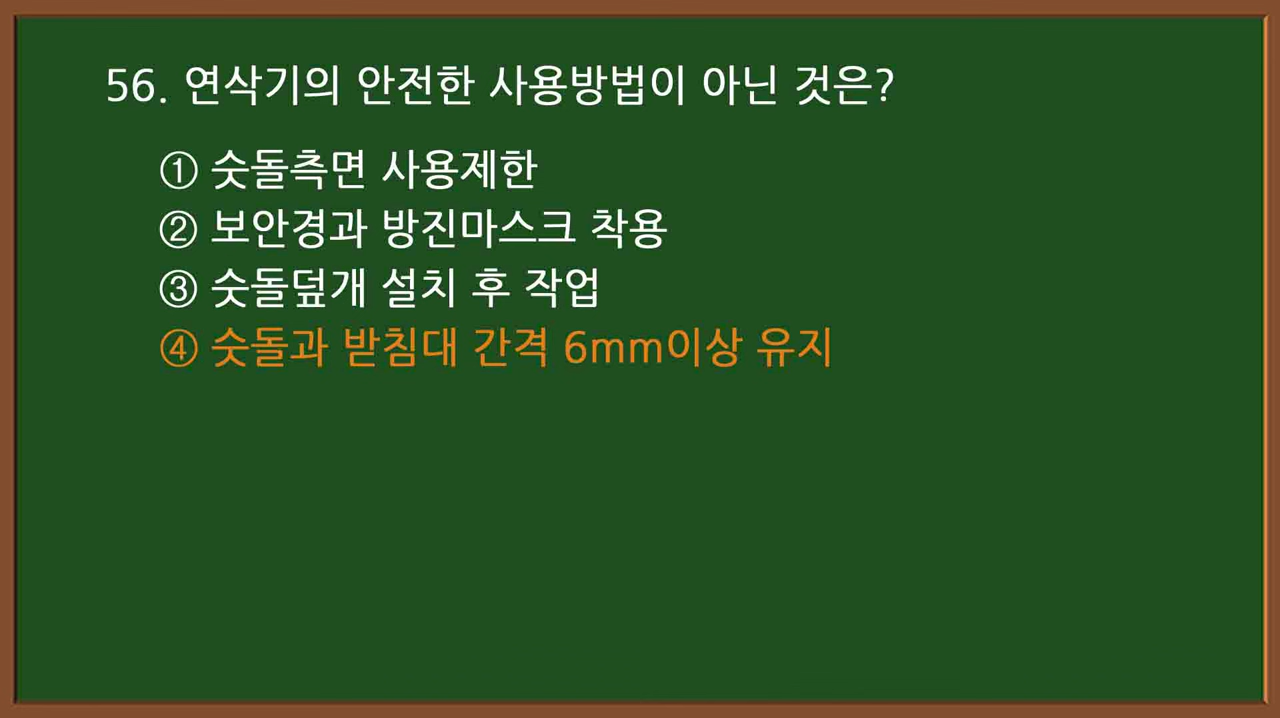 56. 연삭기의 안전한 사용방법이 아닌 것은?
① 숫돌측면 사용제한
② 보안경과 방진마스크 착용
③ 숫돌덮개 설치 후 작업
④ 숫돌과 받침대 간격 6mm이상 유지